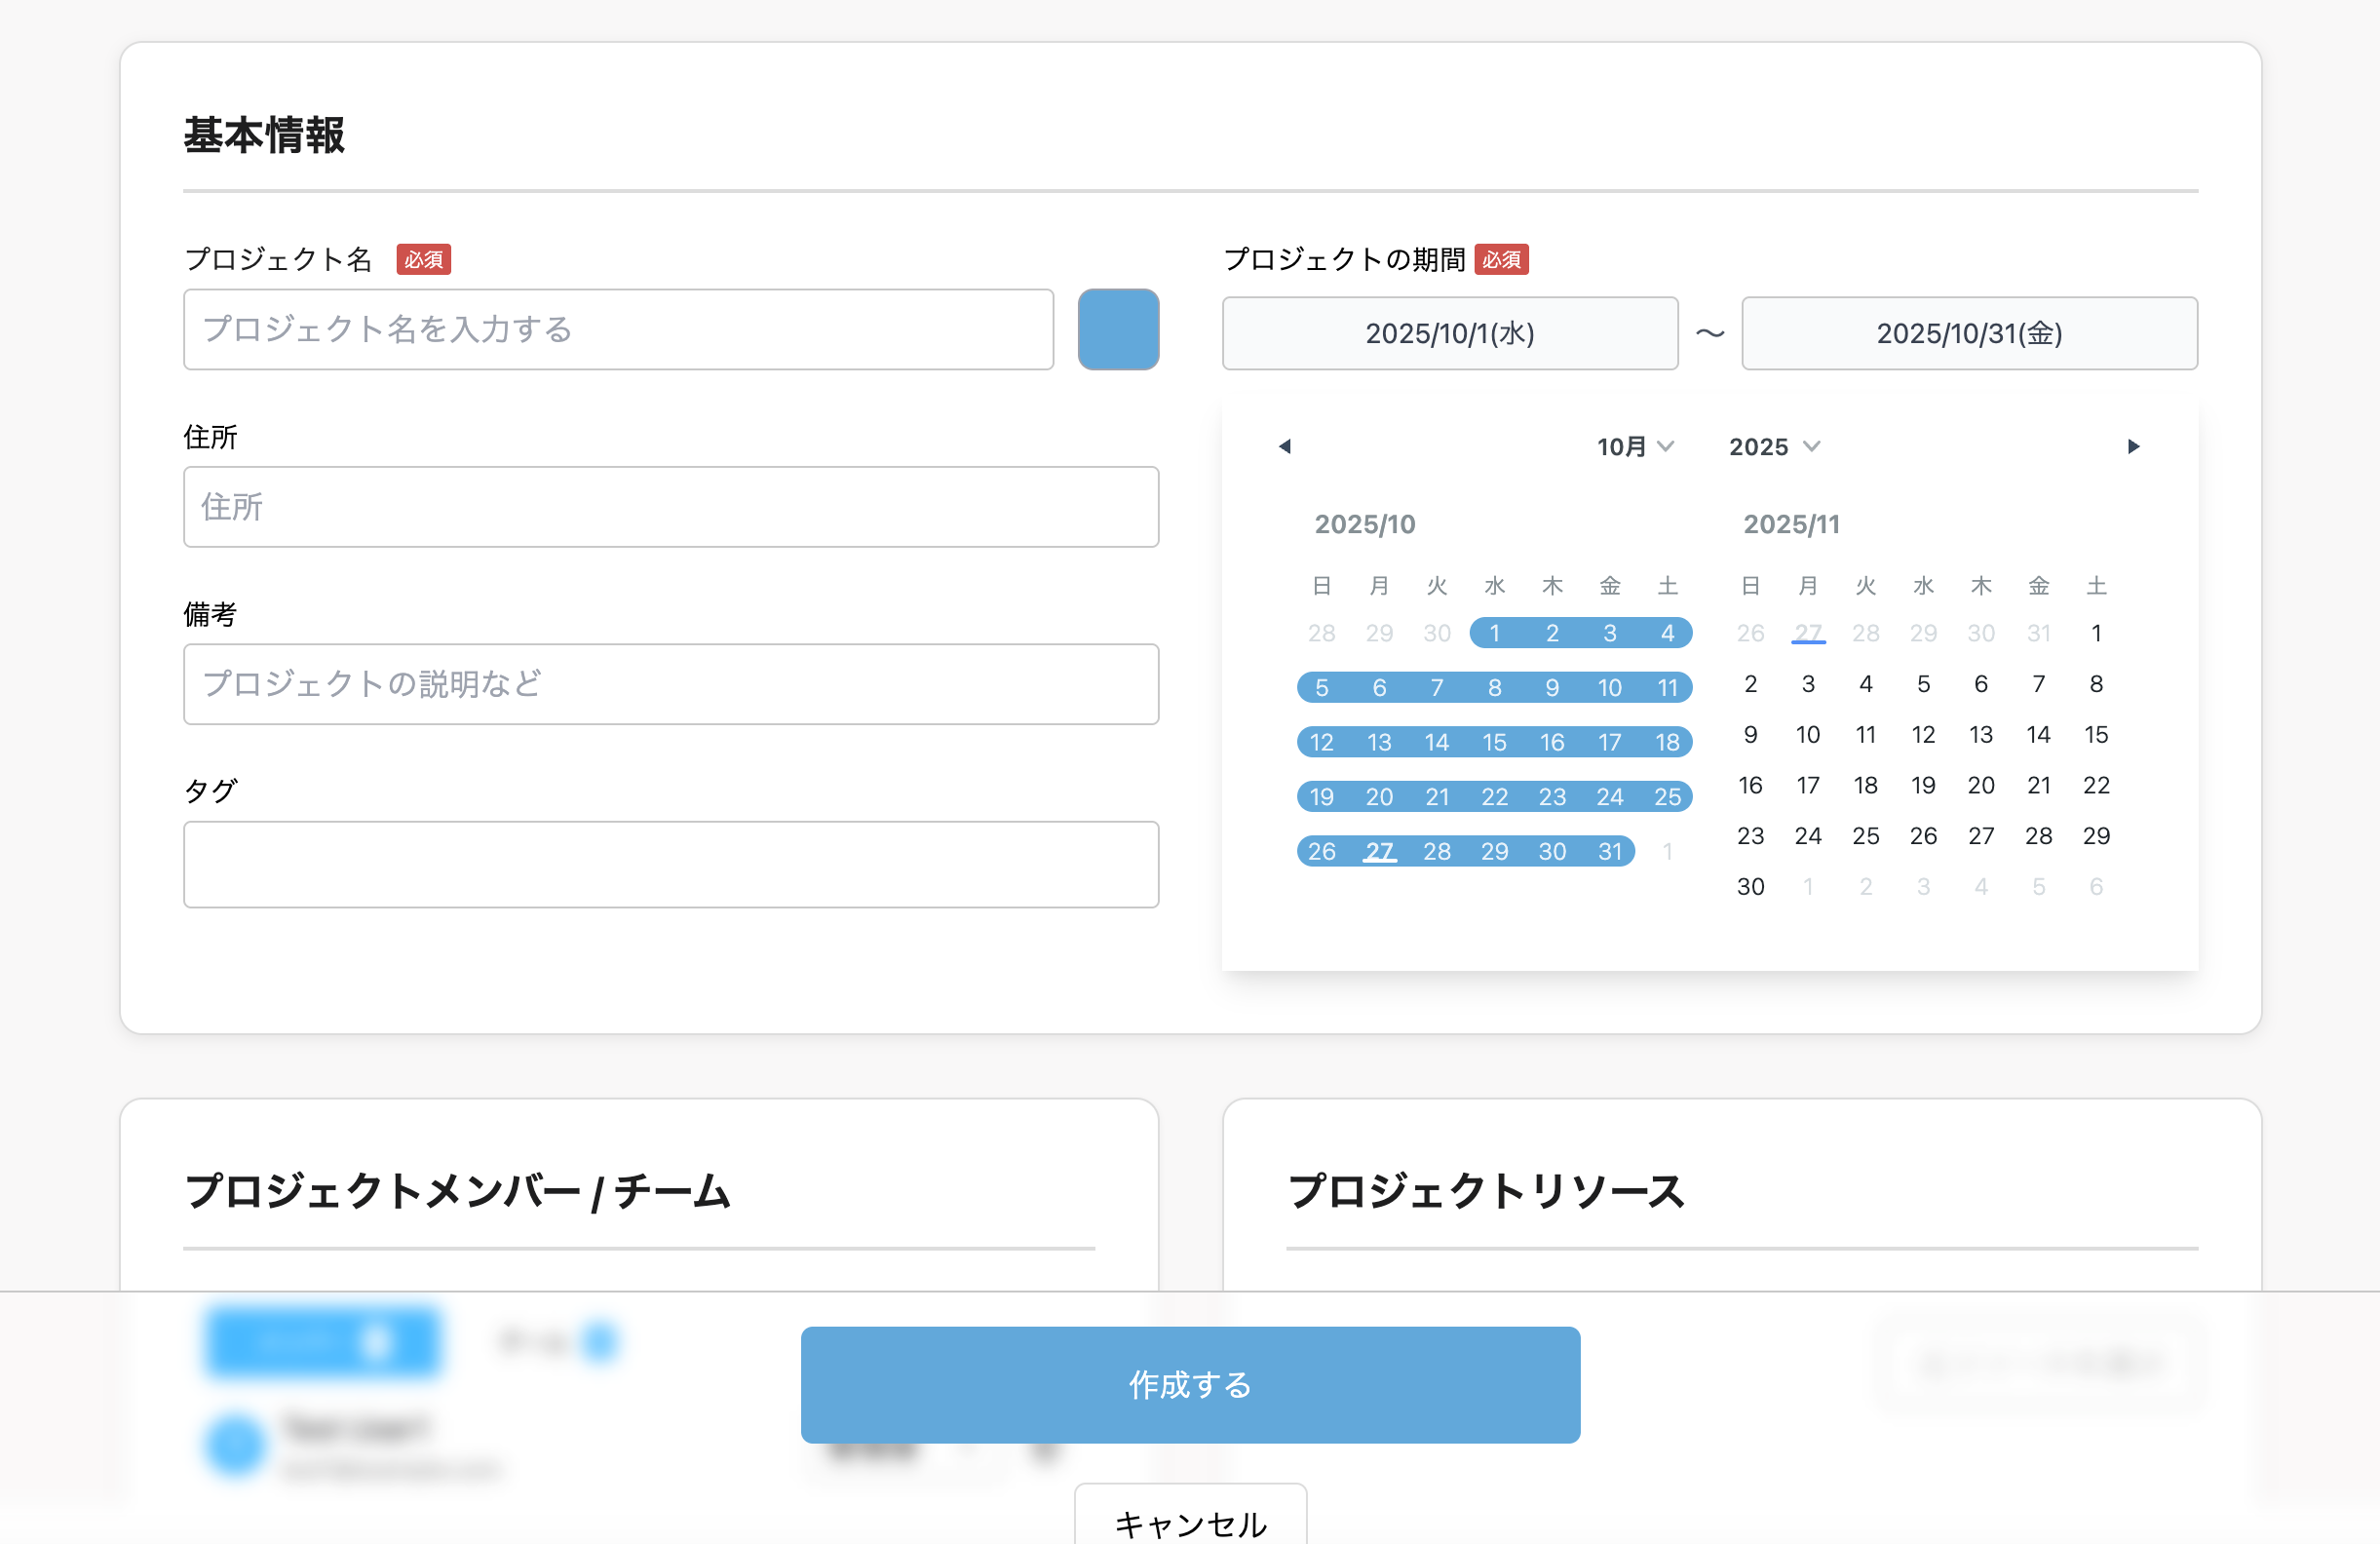 基本情報
プロジェクト名 必須
プロジェクト名を入力する
住所
住所
備考
プロジェクトの説明など
タグ
プロジェクトの期間 必須
2025/10/1(水) 〜 2025/10/31(金)
10月 2025
2025/10
日 月 火 水 木 金 土
28 29 30 1 2 3 4
5 6 7 8 9 10 11
12 13 14 15 16 17 18
19 20 21 22 23 24 25
26 27 28 29 30 31 1
2025/11
日 月 火 水 木 金 土
26 27 28 29 30 31 1
2 3 4 5 6 7 8
9 10 11 12 13 14 15
16 17 18 19 20 21 22
23 24 25 26 27 28 29
30 1 2 3 4 5 6
プロジェクトメンバー / チーム
プロジェクトリソース
作成する
キャンセル